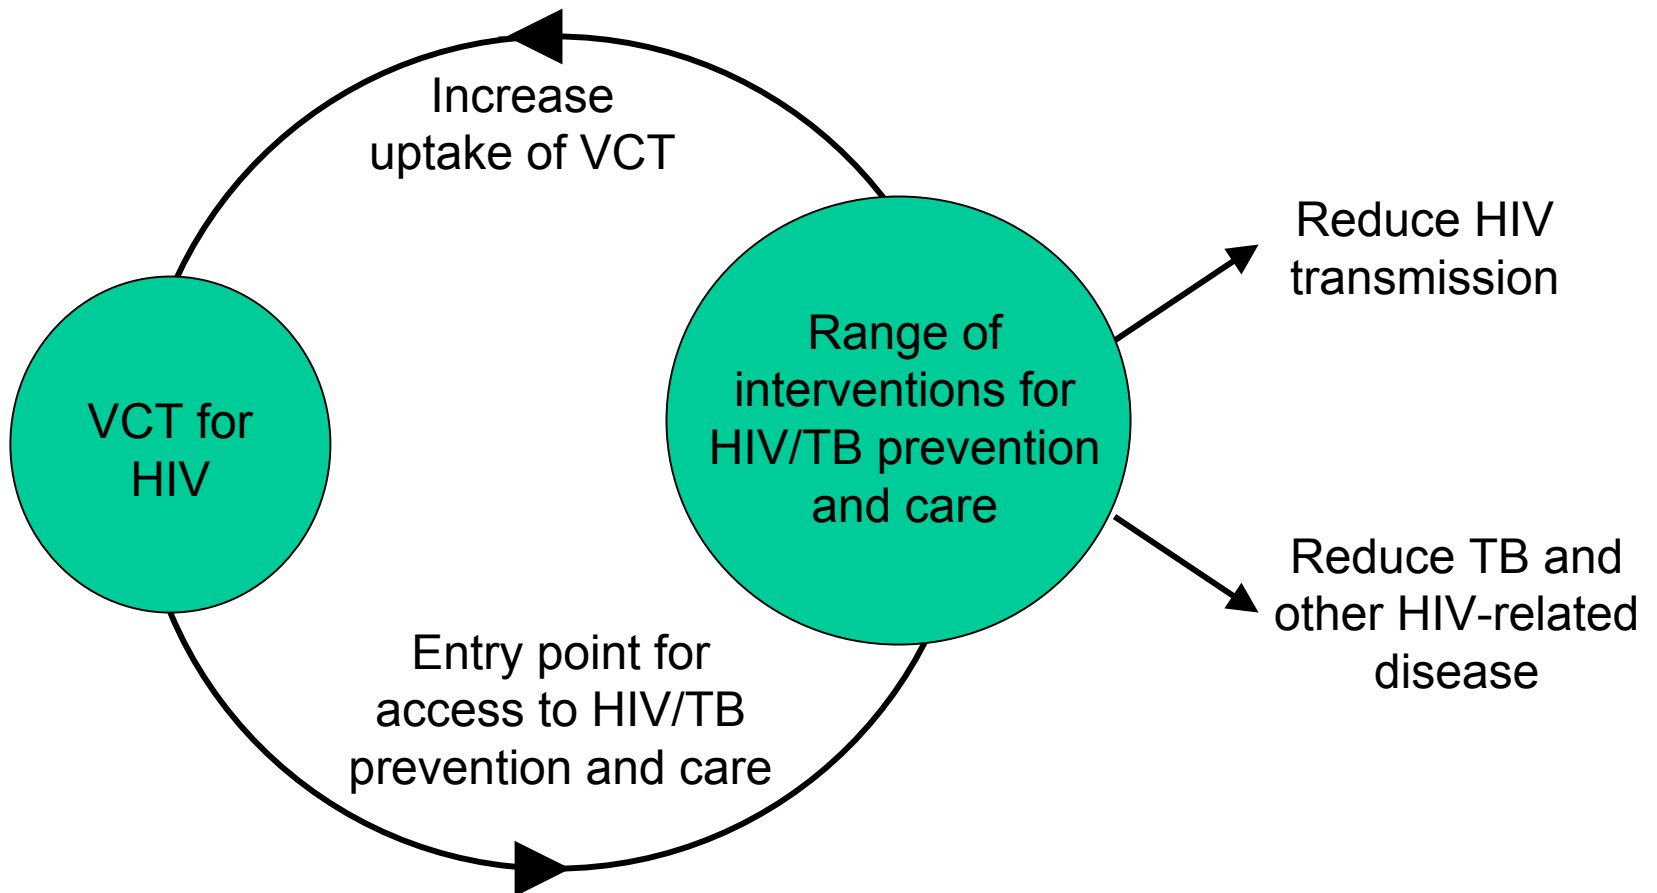 Increase
uptake of VCT
VCT for
HIV
Range of
interventions for
HIV/TB prevention
and care
Reduce HIV
transmission
Reduce TB and
other HIV-related
disease
Entry point for
access to HIV/TB
prevention and care